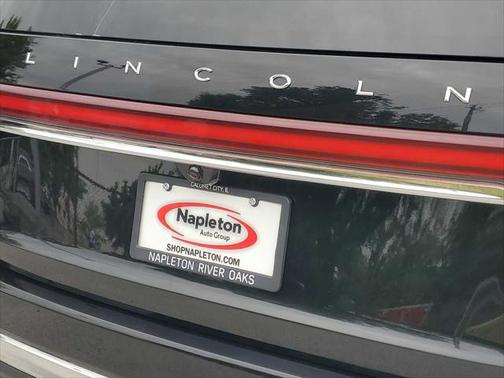 LINCOLN
CALUMET CITY, IL
Napleton
Auto Group
SHOPNAPLETON.COM
NAPLETON RIVER OAKS